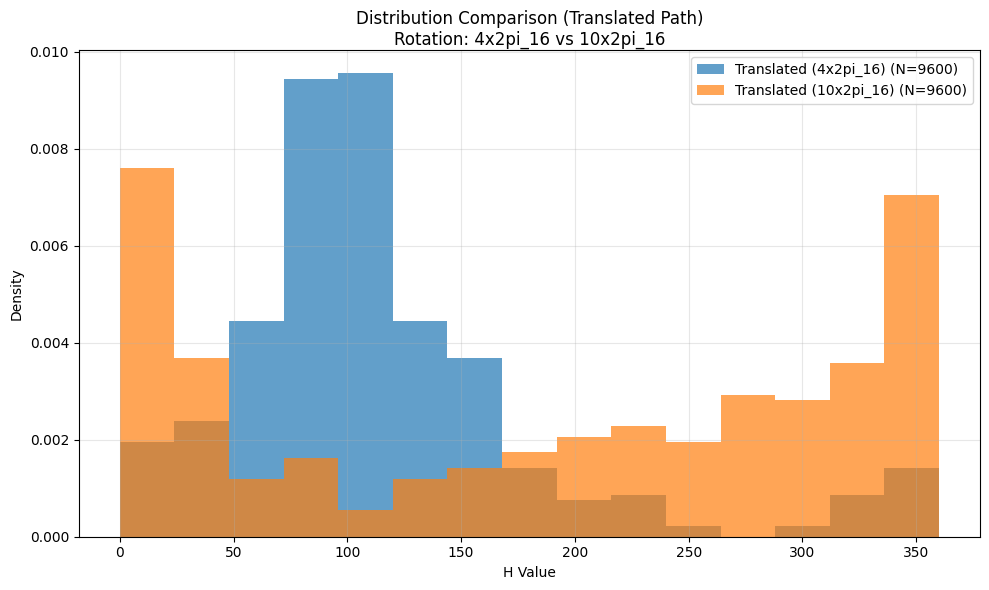 Distribution Comparison (Translated Path)
Rotation: 4x2pi_16 vs 10x2pi_16
Translated (4x2pi_16) (N=9600)
Translated (10x2pi_16) (N=9600)
Density
0.010
0.008
0.006
0.004
0.002
0.000
0 50 100 150 200 250 300 350
H Value